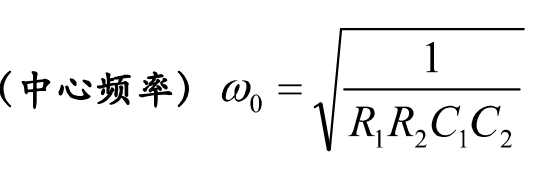 (中心频率) ω₀ = √(1/(R₁R₂C₁C₂))